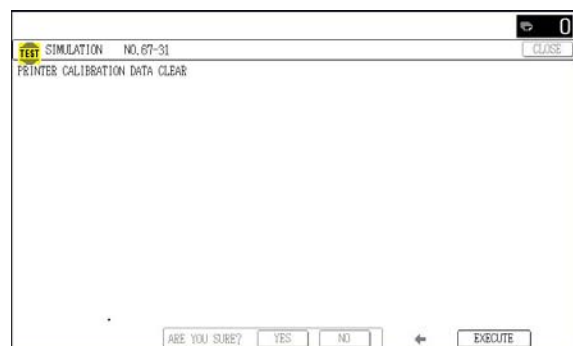 0
TEST SIMULATION NO.67-31 CLOSE
PRINTER CALIBRATION DATA CLEAR
ARE YOU SURE? YES NO EXECUTE